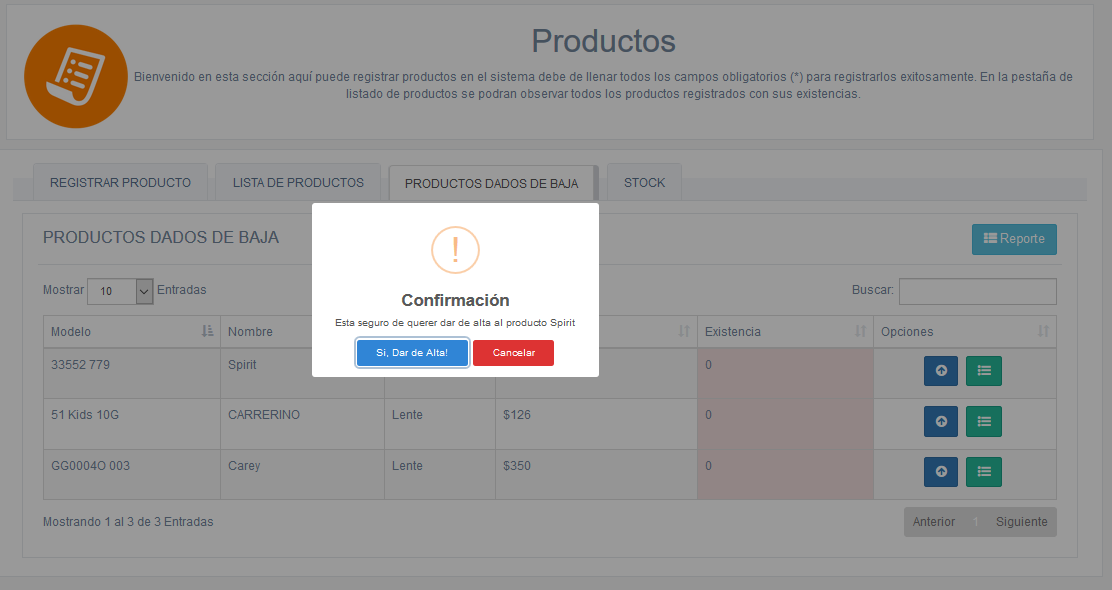 Productos
Bienvenido en esta sección aquí puede registrar productos en el sistema debe de llenar todos los campos obligatorios (*) para registrarlos exitosamente. En la pestaña de
listado de productos se podran observar todos los productos registrados con sus existencias.
REGISTRAR PRODUCTO LISTA DE PRODUCTOS PRODUCTOS DADOS DE BAJA STOCK
PRODUCTOS DADOS DE BAJA Reporte
!
Confirmación
Esta seguro de querer dar de alta al producto Spirit
Si, Dar de Alta! Cancelar
Mostrar 10 Entradas Buscar:
Modelo Nombre Existencia Opciones
33552 779 Spirit 0
51 Kids 10G CARRERINO Lente $126 0
GG0004O 003 Carey Lente $350 0
Mostrando 1 al 3 de 3 Entradas Anterior 1 Siguiente